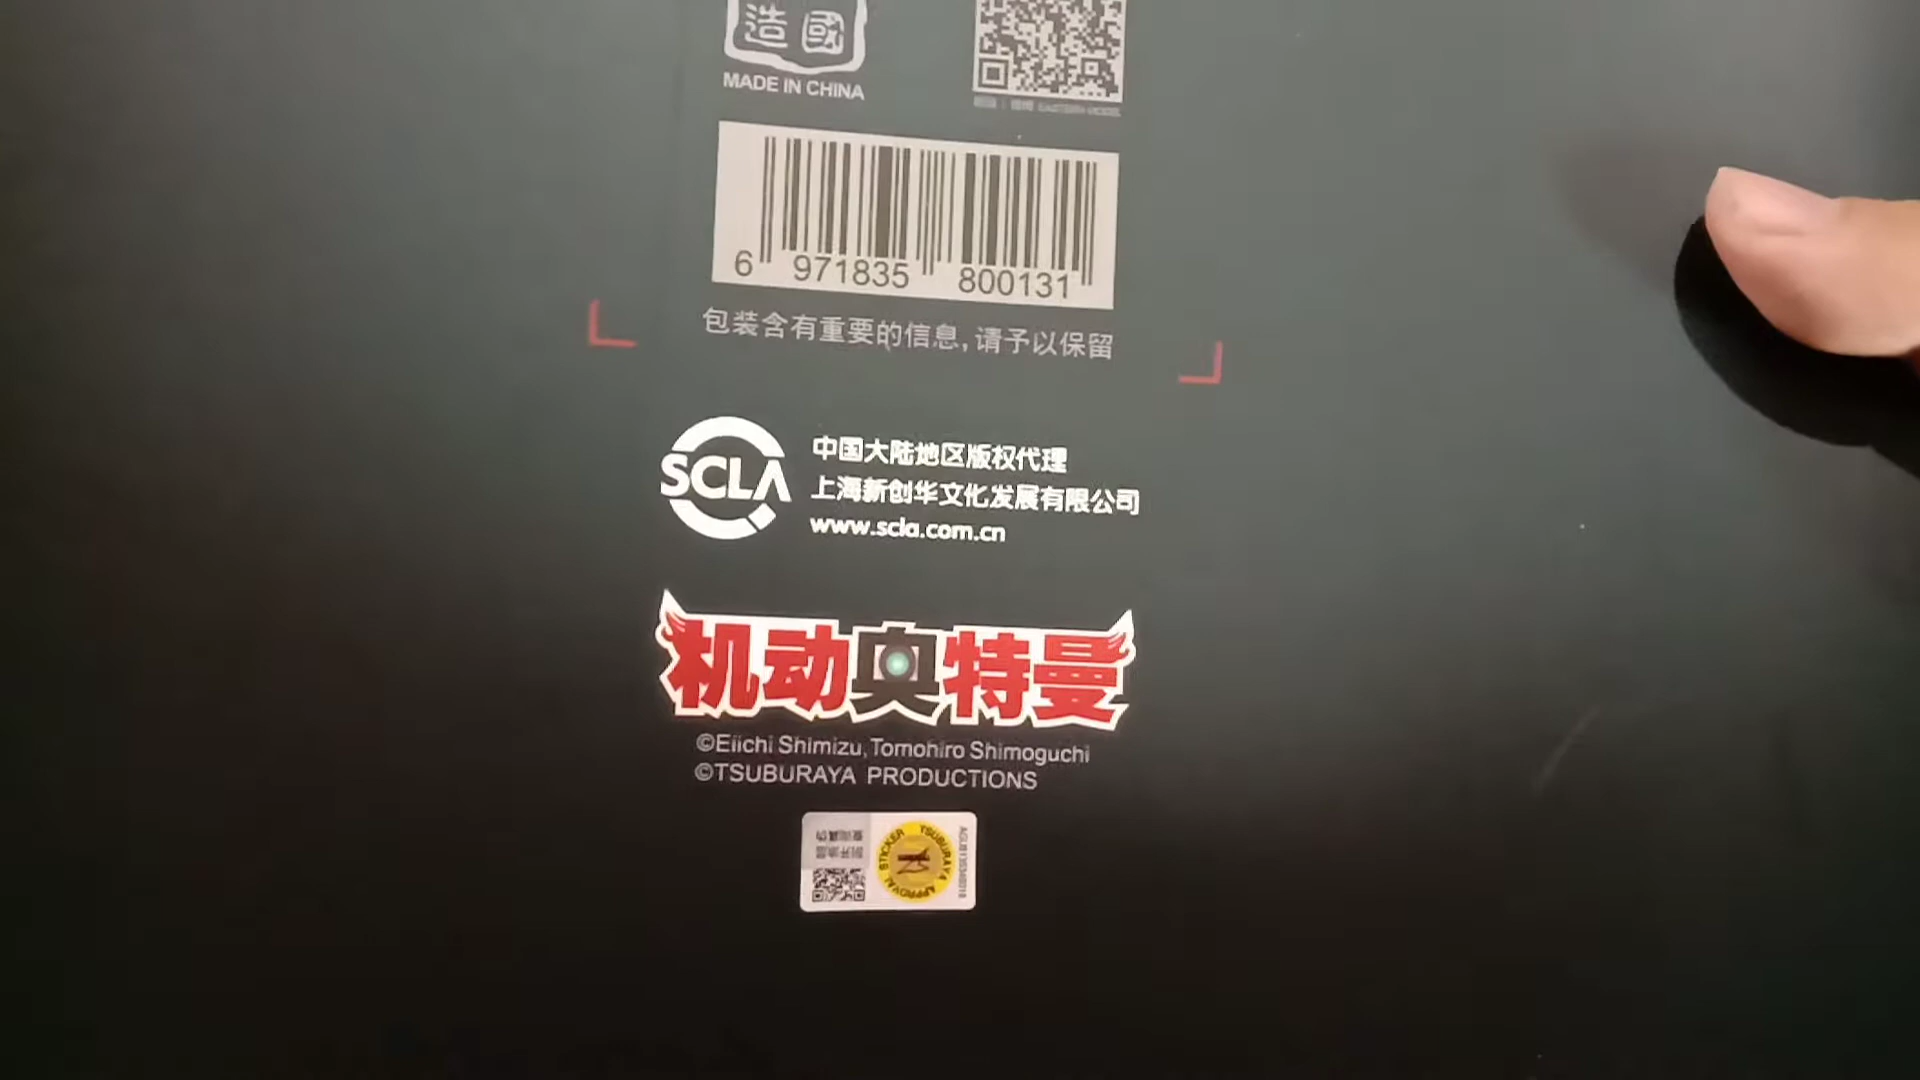 造國
MADE IN CHINA
6 971835 800131
包装含有重要的信息,请予以保留
SCLA
中国大陆地区版权代理
上海新创华文化发展有限公司
www.scla.com.cn
机动奥特曼
©Eiichi Shimizu,Tomohiro Shimoguchi
©TSUBURAYA PRODUCTIONS
TSUBURAYA APPROVAL STICKER